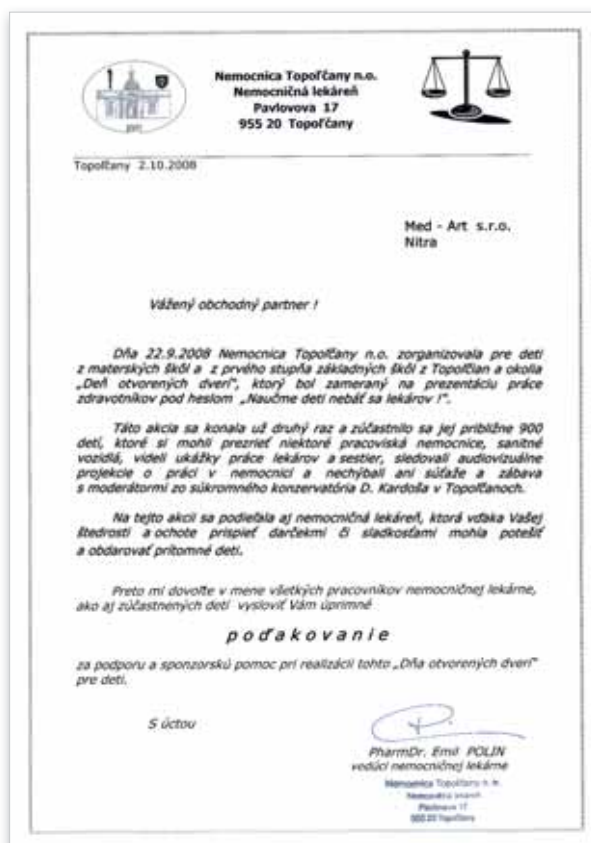 Nemocnica Topoľčany n.o.
Nemocničná lekáreň
Pavlovova 17
955 20 Topoľčany
Topoľčany 2.10.2008
Med - Art s.r.o.
Nitra
Vážený obchodný partner !
Dňa 22.9.2008 Nemocnica Topoľčany n.o. zorganizovala pre deti
z materských škôl a z prvého stupňa základných škôl z Topoľčian a okolia
„Deň otvorených dverí“, ktorý bol zameraný na prezentáciu práce
zdravotníkov pod heslom „Naučme deti nebáť sa lekárov !“.
Táto akcia sa konala už druhý raz a zúčastnilo sa jej približne 900
detí, ktoré si mohli prezrieť niektoré pracoviská nemocnice, sanitné
vozidlá, videli ukážky práce lekárov a sestier, sledovali audiovizuálne
projekcie o práci v nemocnici a nechýbali ani súťaže a zábava
s moderátormi zo súkromného konzervatória D. Kardoša v Topoľčanoch.
Na tejto akcii sa podieľala aj nemocničná lekáreň, ktorá vďaka Vašej
štedrosti a ochote prispieť darčekmi či sladkosťami mohla potešiť
a obdarovať prítomné deti.
Preto mi dovoľte v mene všetkých pracovníkov nemocničnej lekárne,
ako aj zúčastnených detí vysloviť Vám úprimné
poďakovanie
za podporu a sponzorskú pomoc pri realizácii tohto „Dňa otvorených dverí“
pre deti.
S úctou
PharmDr. Emil POLIN
vedúci nemocničnej lekárne
Nemocnica Topoľčany n. o.
Nemocničná lekáreň
Pavlovova 17
955 20 Topoľčany